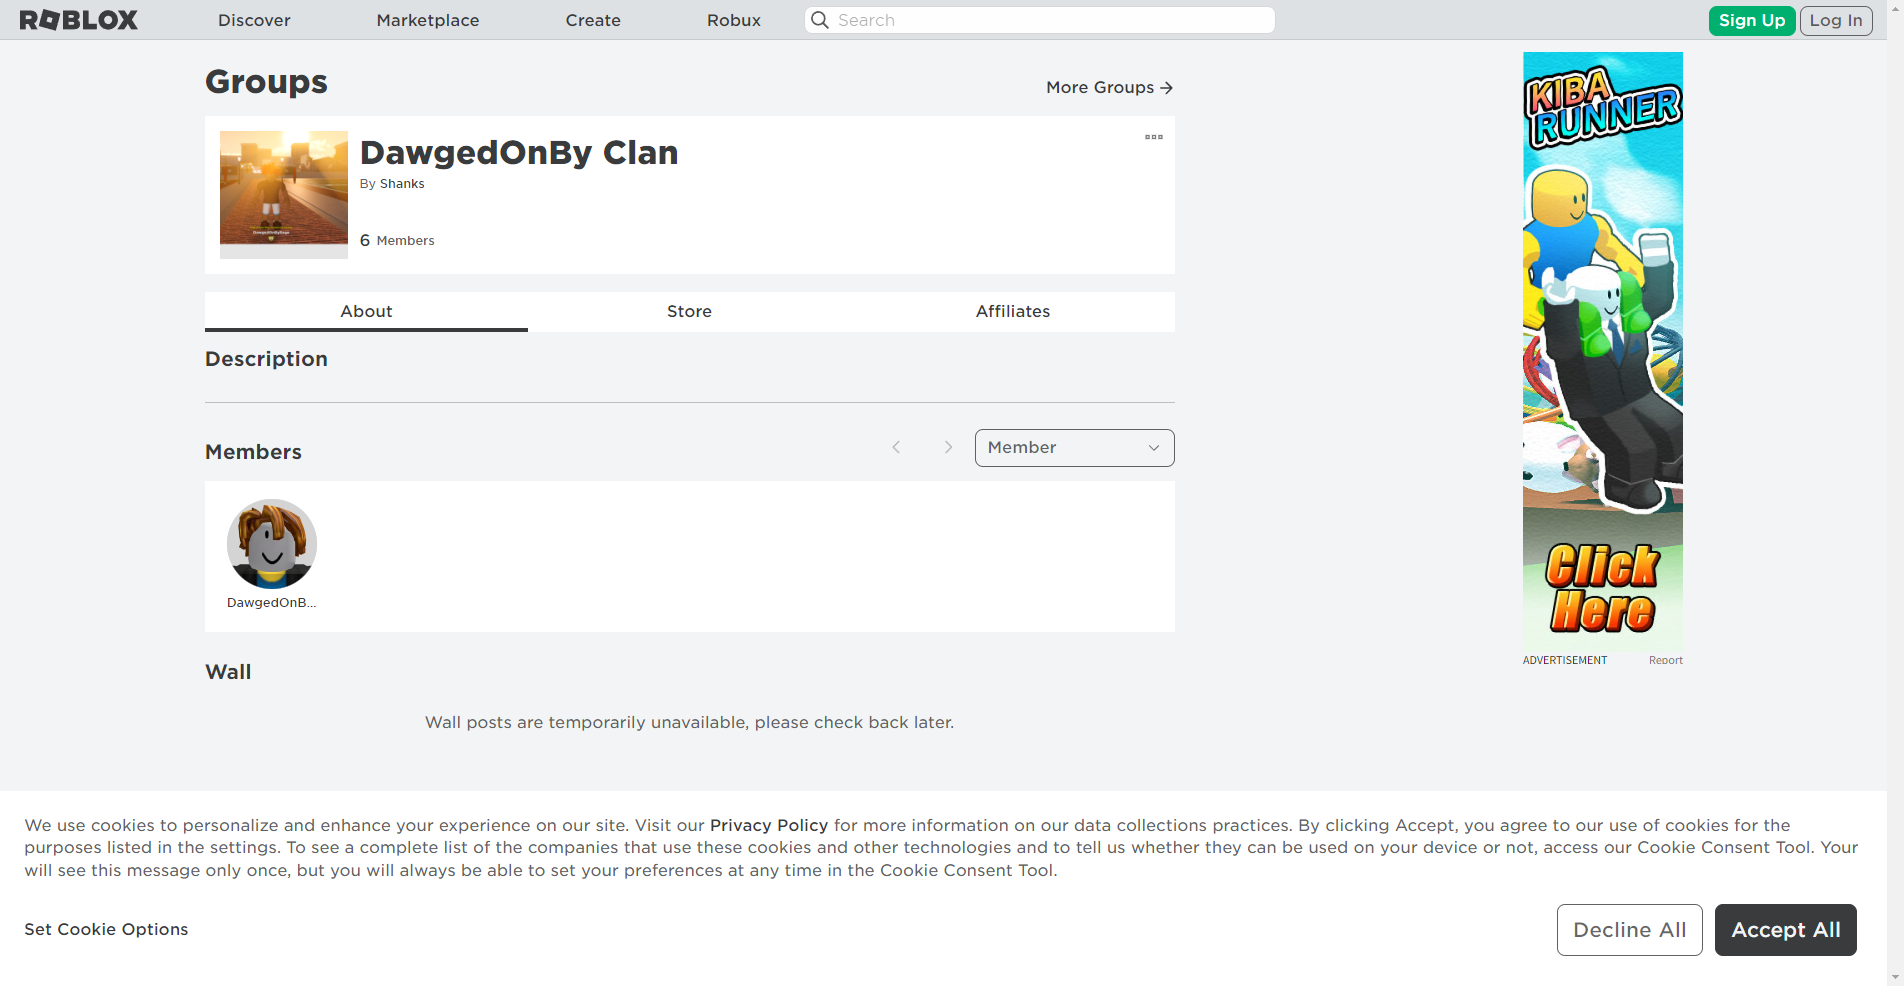 ROBLOX
Discover
Marketplace
Create
Robux
Search
Sign Up
Log In
Groups
More Groups →
DawgedOnBy Clan
By Shanks
6 Members
About
Store
Affiliates
Description
Members
Member
DawgedOnB...
Wall
Wall posts are temporarily unavailable, please check back later.
KIBA
RUNNER
Click
Here
ADVERTISEMENT
Report
We use cookies to personalize and enhance your experience on our site. Visit our Privacy Policy for more information on our data collections practices. By clicking Accept, you agree to our use of cookies for the
purposes listed in the settings. To see a complete list of the companies that use these cookies and other technologies and to tell us whether they can be used on your device or not, access our Cookie Consent Tool. Your
will see this message only once, but you will always be able to set your preferences at any time in the Cookie Consent Tool.
Set Cookie Options
Decline All
Accept All